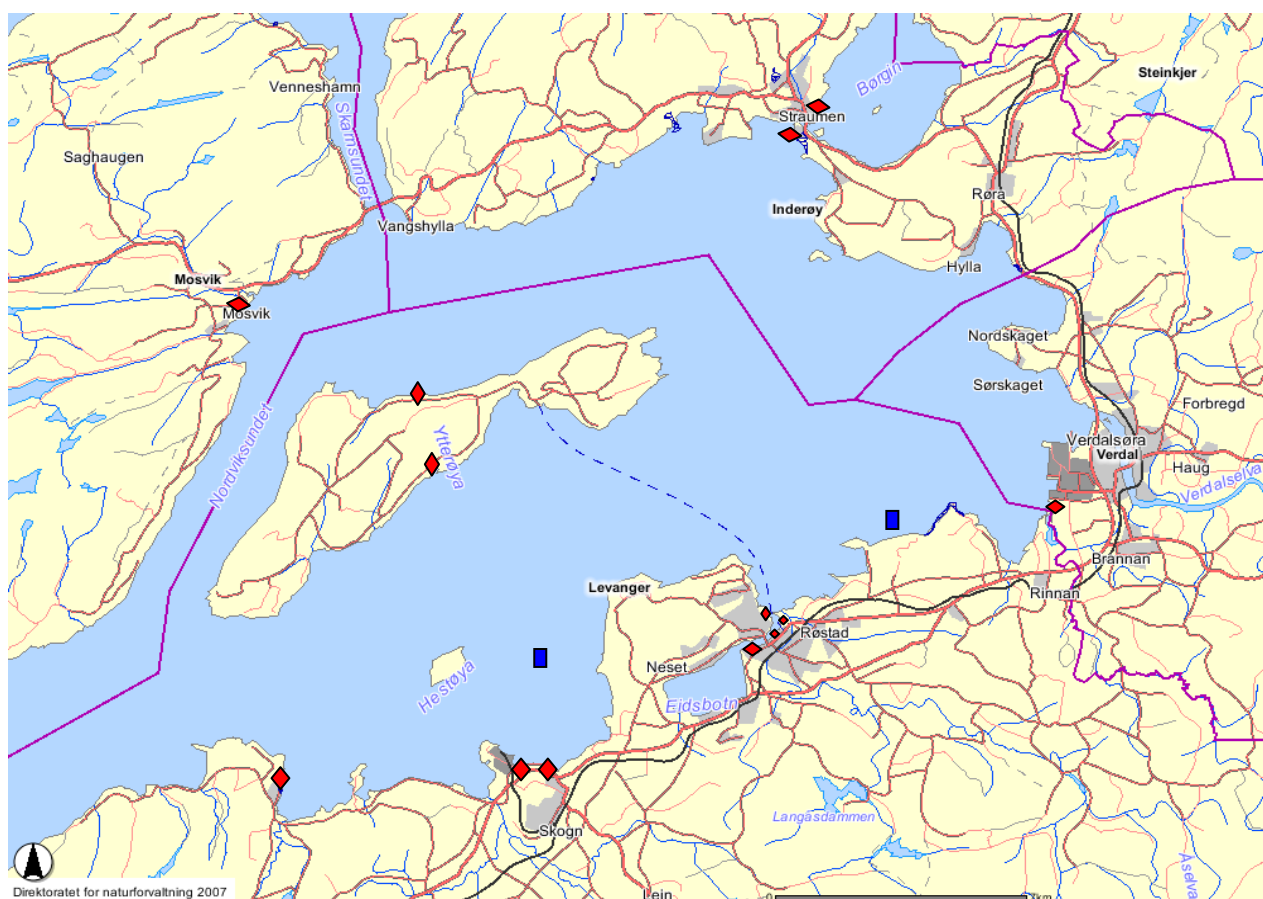 Steinkjer
Børgin
Venneshamn
Straumen
Skarnsundet
Saghaugen
Røra
Inderøy
Vangshylla
Hylla
Mosvik
Mosvik
Nordskaget
Sørskaget
Forbregd
Nordviksundet
Ytterøya
Verdalsøra
Verdal
Haug
Verdalselva
Brannan
Levanger
Rinnan
Røstad
Neset
Hestøya
Eidsbotn
Langåsdammen
Skogn
Åselva
Direktoratet for naturforvaltning 2007
Lein